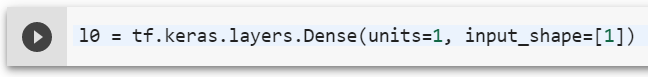 l0 = tf.keras.layers.Dense(units=1, input_shape=[1])